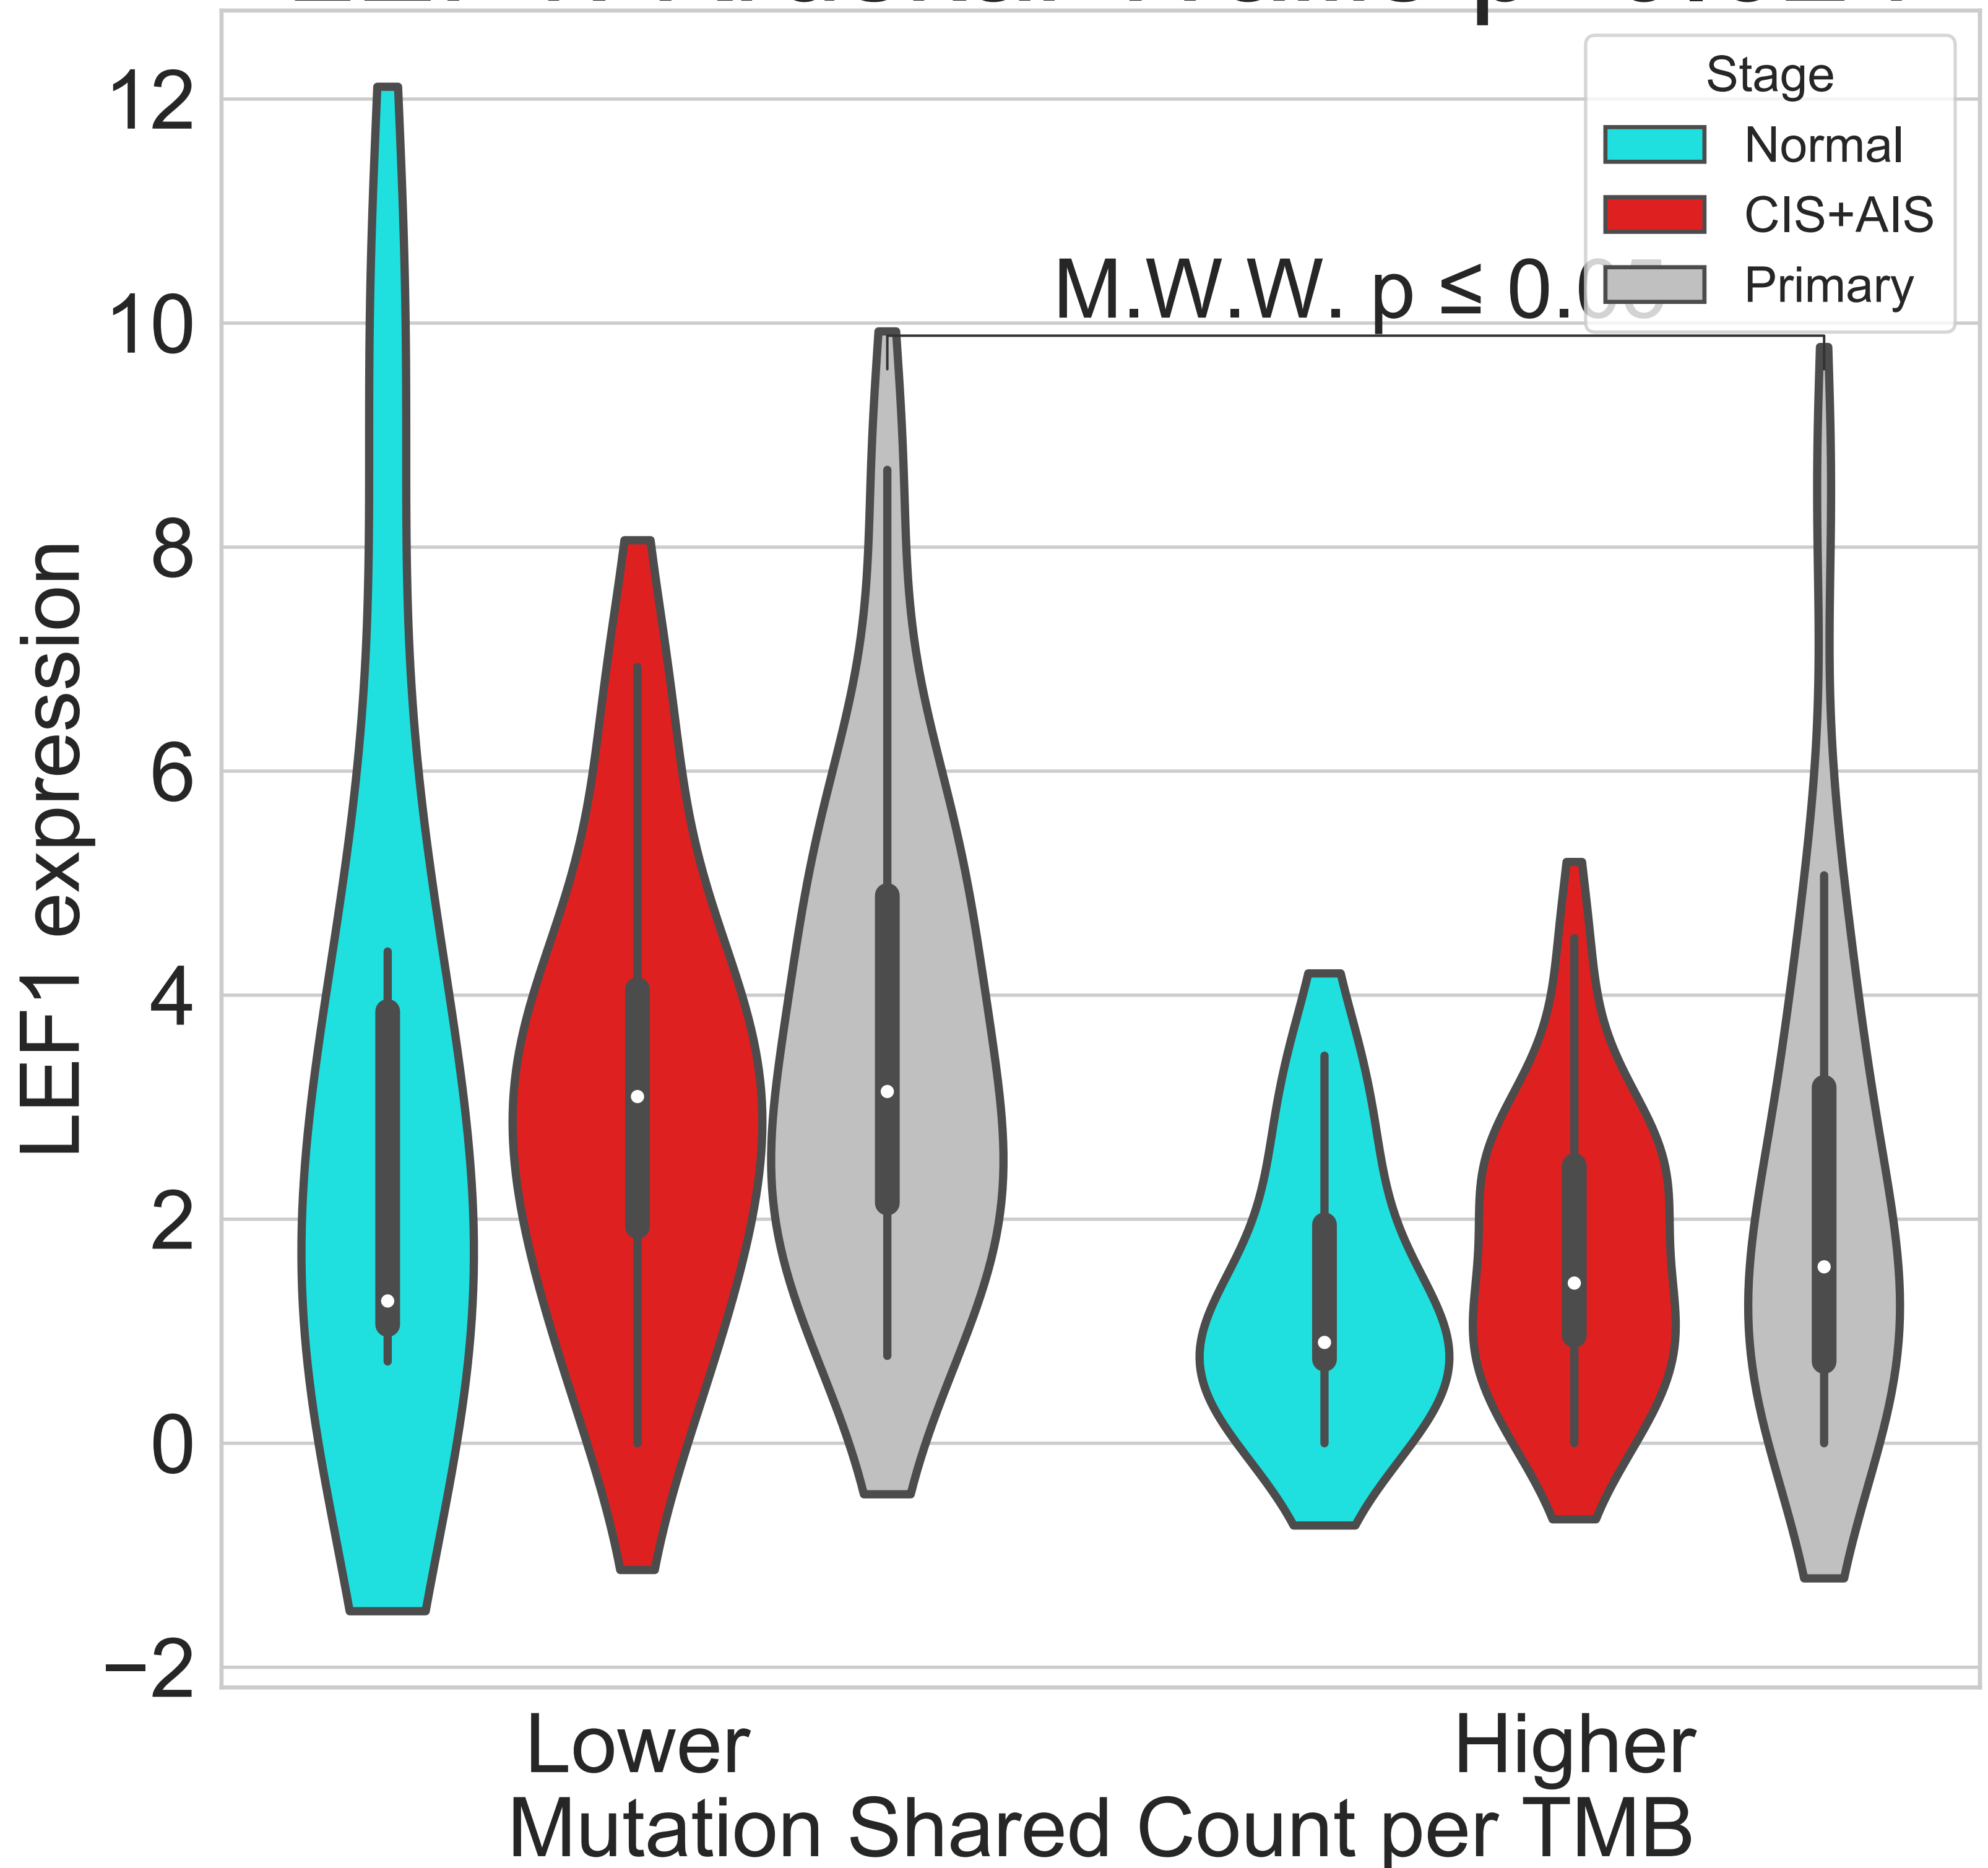 12
10
8
6
4
2
0
−2
LEF1 expression
Stage
Normal
CIS+AIS
Primary
M.W.W. p ≤ 0.05
Lower
Higher
Mutation Shared Count per TMB